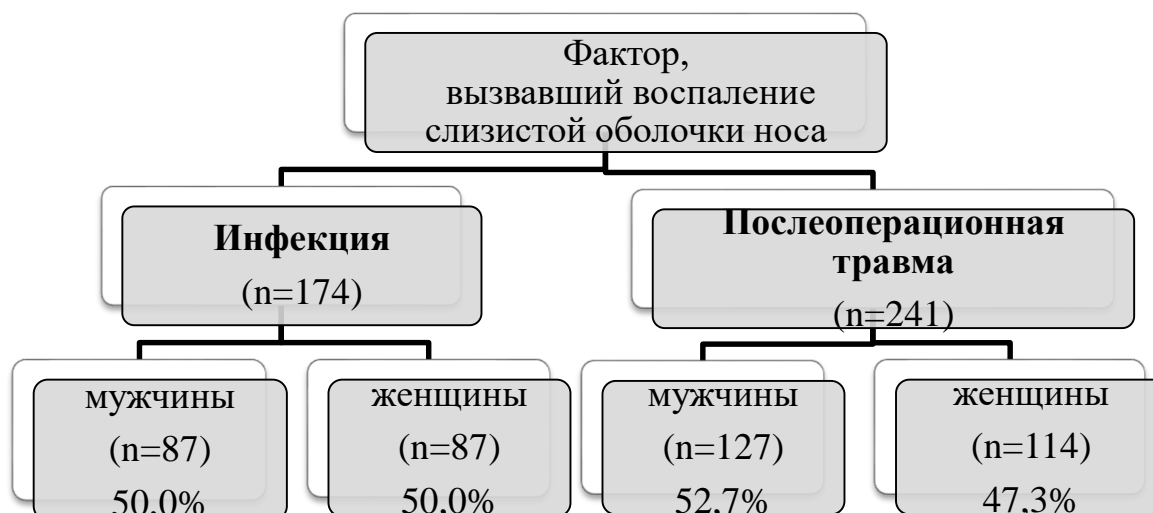 Фактор,
вызвавший воспаление
слизистой оболочки носа
Инфекция
(n=174)
Послеоперационная
травма
(n=241)
мужчины
(n=87)
50,0%
женщины
(n=87)
50,0%
мужчины
(n=127)
52,7%
женщины
(n=114)
47,3%